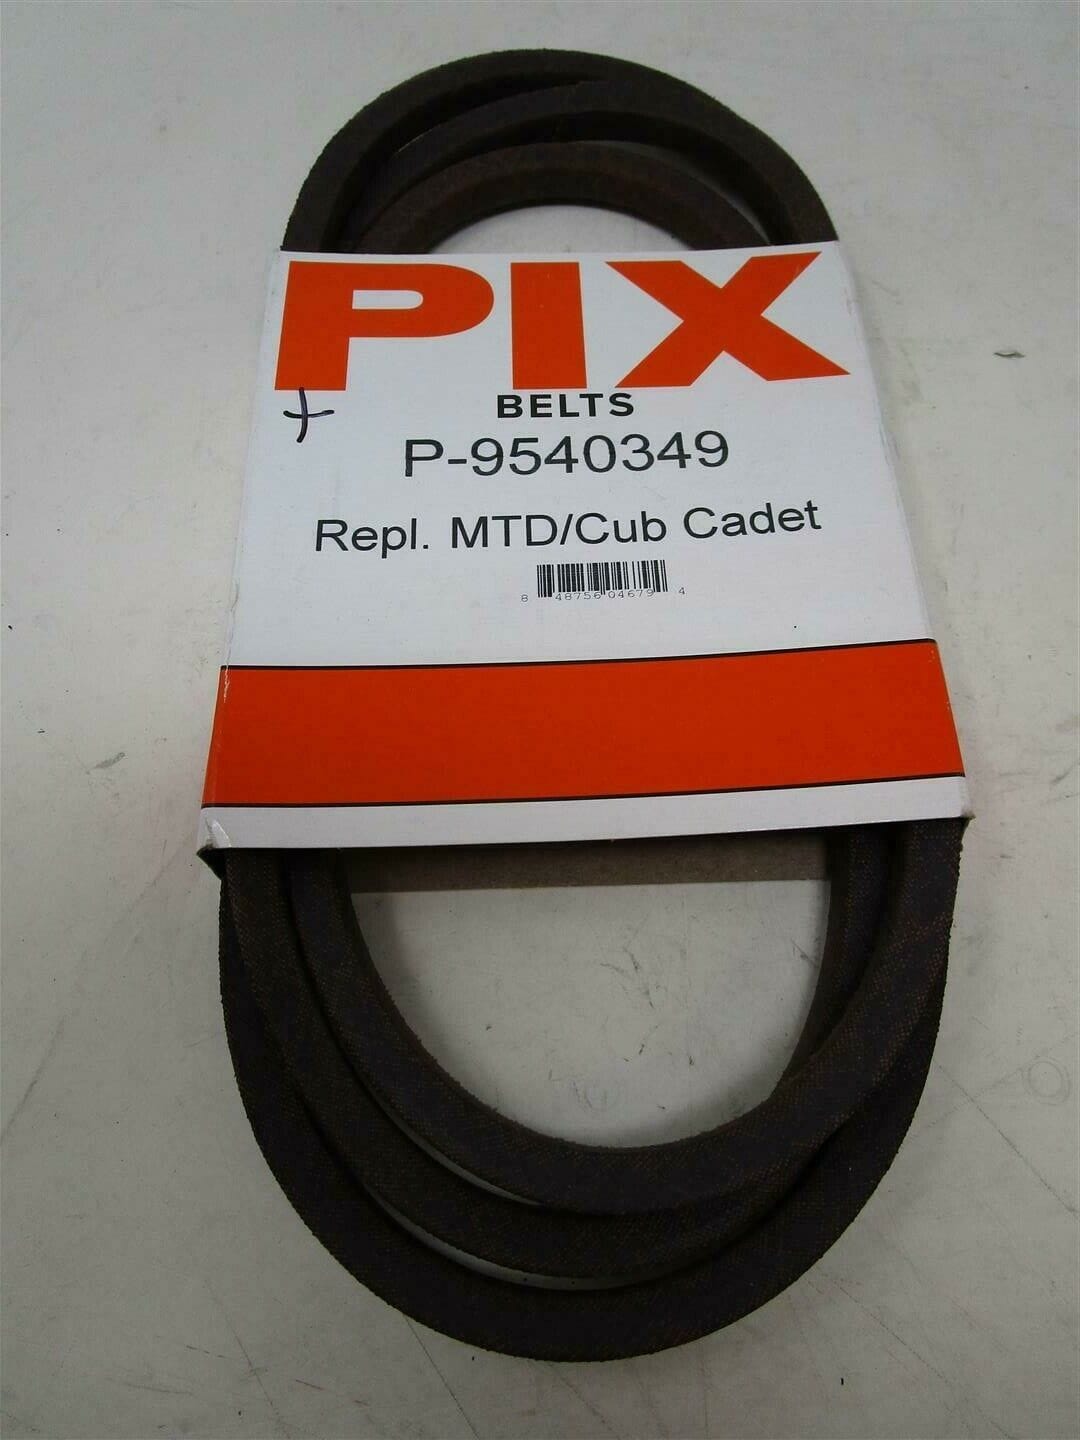 PIX
BELTS
P-9540349
Repl. MTD/Cub Cadet
8 48756 04679 4